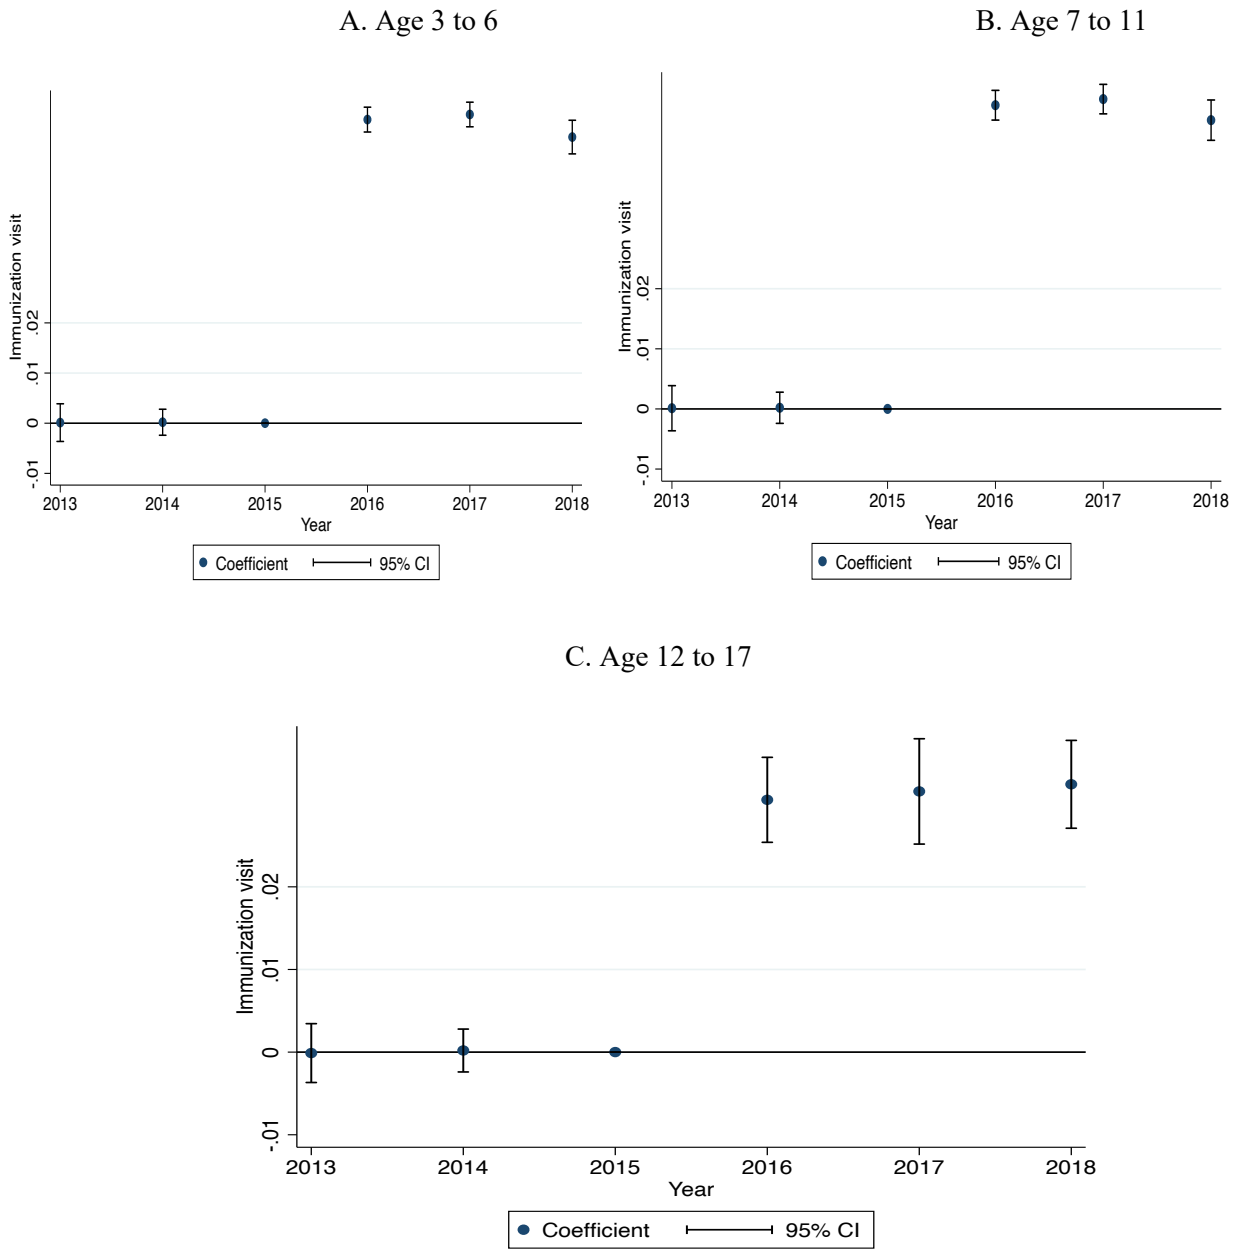 A. Age 3 to 6
Immunization visit
.02
.01
0
-.01
2013 2014 2015 2016 2017 2018
Year
Coefficient 95% CI
B. Age 7 to 11
Immunization visit
.02
.01
0
-.01
2013 2014 2015 2016 2017 2018
Year
Coefficient 95% CI
C. Age 12 to 17
Immunization visit
.02
.01
0
-.01
2013 2014 2015 2016 2017 2018
Year
Coefficient 95% CI